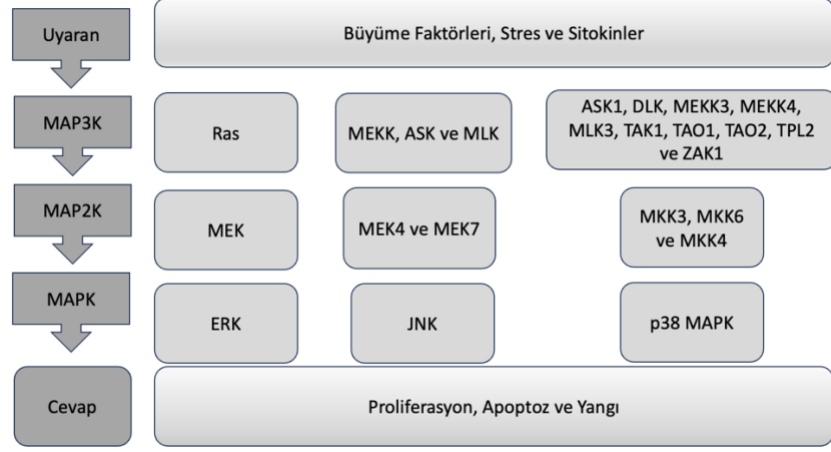 Uyaran
Büyüme Faktörleri, Stres ve Sitokinler
MAP3K
Ras
MEKK, ASK ve MLK
ASK1, DLK, MEKK3, MEKK4,
MLK3, TAK1, TAO1, TAO2, TPL2
ve ZAK1
MAP2K
MEK
MEK4 ve MEK7
MKK3, MKK6
ve MKK4
MAPK
ERK
JNK
p38 MAPK
Cevap
Proliferasyon, Apoptoz ve Yangı